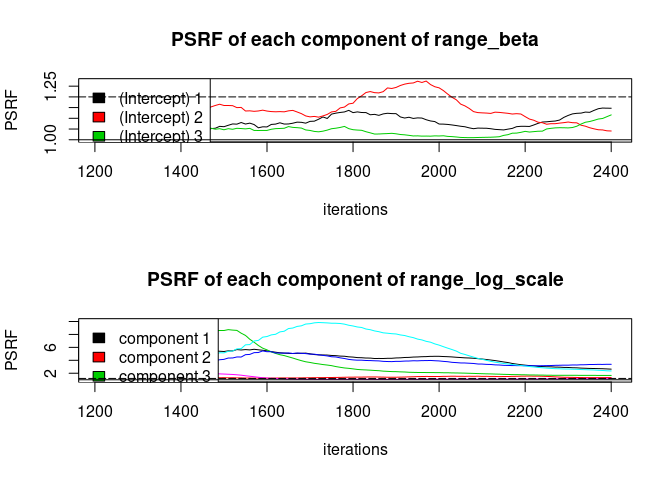 PSRF of each component of range_beta
PSRF
1.00
1.25
(Intercept) 1
(Intercept) 2
(Intercept) 3
1200 1400 1600 1800 2000 2200 2400
iterations
PSRF of each component of range_log_scale
PSRF
2
6
component 1
component 2
component 3
1200 1400 1600 1800 2000 2200 2400
iterations